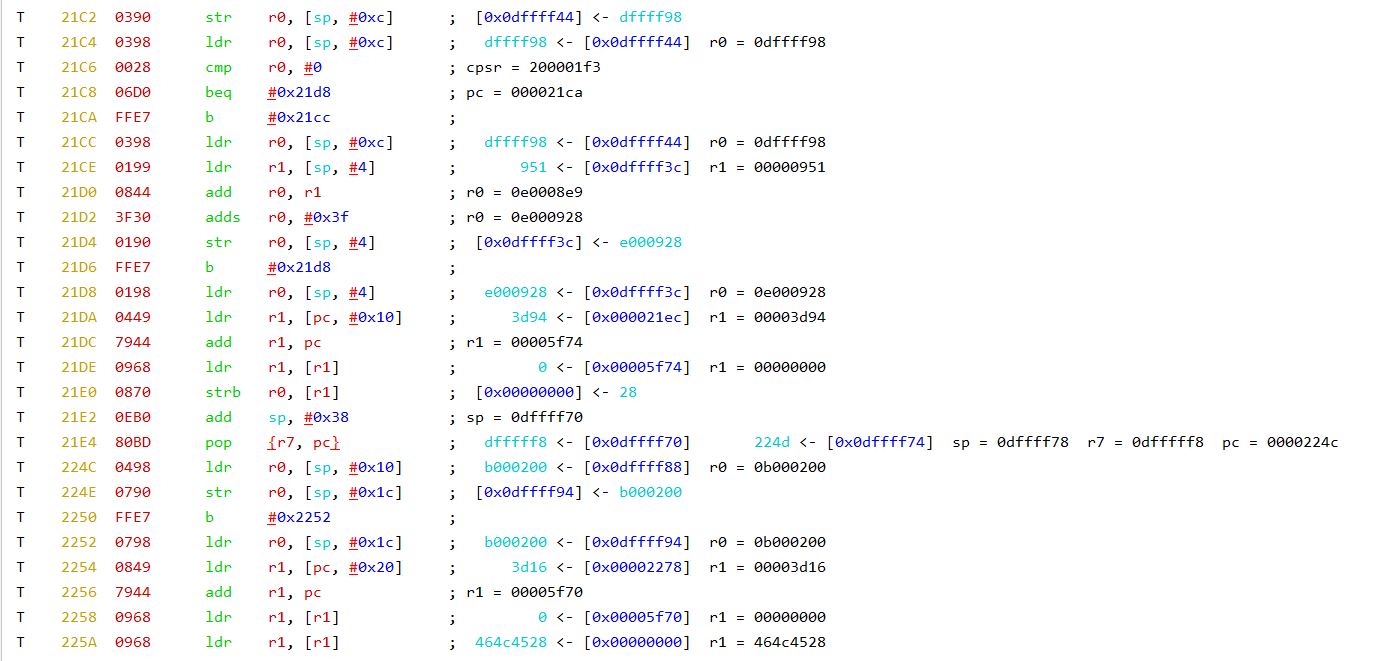 T 21C2 0390 str r0, [sp, #0xc] ; [0x0dffff44] <- dffff98
T 21C4 0398 ldr r0, [sp, #0xc] ; dffff98 <- [0x0dffff44] r0 = 0dffff98
T 21C6 0028 cmp r0, #0 ; cpsr = 200001f3
T 21C8 06D0 beq #0x21d8 ; pc = 000021ca
T 21CA FFE7 b #0x21cc ;
T 21CC 0398 ldr r0, [sp, #0xc] ; dffff98 <- [0x0dffff44] r0 = 0dffff98
T 21CE 0199 ldr r1, [sp, #4] ; 951 <- [0x0dffff3c] r1 = 00000951
T 21D0 0844 add r0, r1 ; r0 = 0e0008e9
T 21D2 3F30 adds r0, #0x3f ; r0 = 0e000928
T 21D4 0190 str r0, [sp, #4] ; [0x0dffff3c] <- e000928
T 21D6 FFE7 b #0x21d8 ;
T 21D8 0198 ldr r0, [sp, #4] ; e000928 <- [0x0dffff3c] r0 = 0e000928
T 21DA 0449 ldr r1, [pc, #0x10] ; 3d94 <- [0x000021ec] r1 = 00003d94
T 21DC 7944 add r1, pc ; r1 = 00005f74
T 21DE 0968 ldr r1, [r1] ; 0 <- [0x00005f74] r1 = 00000000
T 21E0 0870 strb r0, [r1] ; [0x00000000] <- 28
T 21E2 0EB0 add sp, #0x38 ; sp = 0dffff70
T 21E4 80BD pop {r7, pc} ; dfffff8 <- [0x0dffff70] 224d <- [0x0dffff74] sp = 0dffff78 r7 = 0dfffff8 pc = 0000224c
T 224C 0498 ldr r0, [sp, #0x10] ; b000200 <- [0x0dffff88] r0 = 0b000200
T 224E 0790 str r0, [sp, #0x1c] ; [0x0dffff94] <- b000200
T 2250 FFE7 b #0x2252 ;
T 2252 0798 ldr r0, [sp, #0x1c] ; b000200 <- [0x0dffff94] r0 = 0b000200
T 2254 0849 ldr r1, [pc, #0x20] ; 3d16 <- [0x00002278] r1 = 00003d16
T 2256 7944 add r1, pc ; r1 = 00005f70
T 2258 0968 ldr r1, [r1] ; 0 <- [0x00005f70] r1 = 00000000
T 225A 0968 ldr r1, [r1] ; 464c4528 <- [0x00000000] r1 = 464c4528